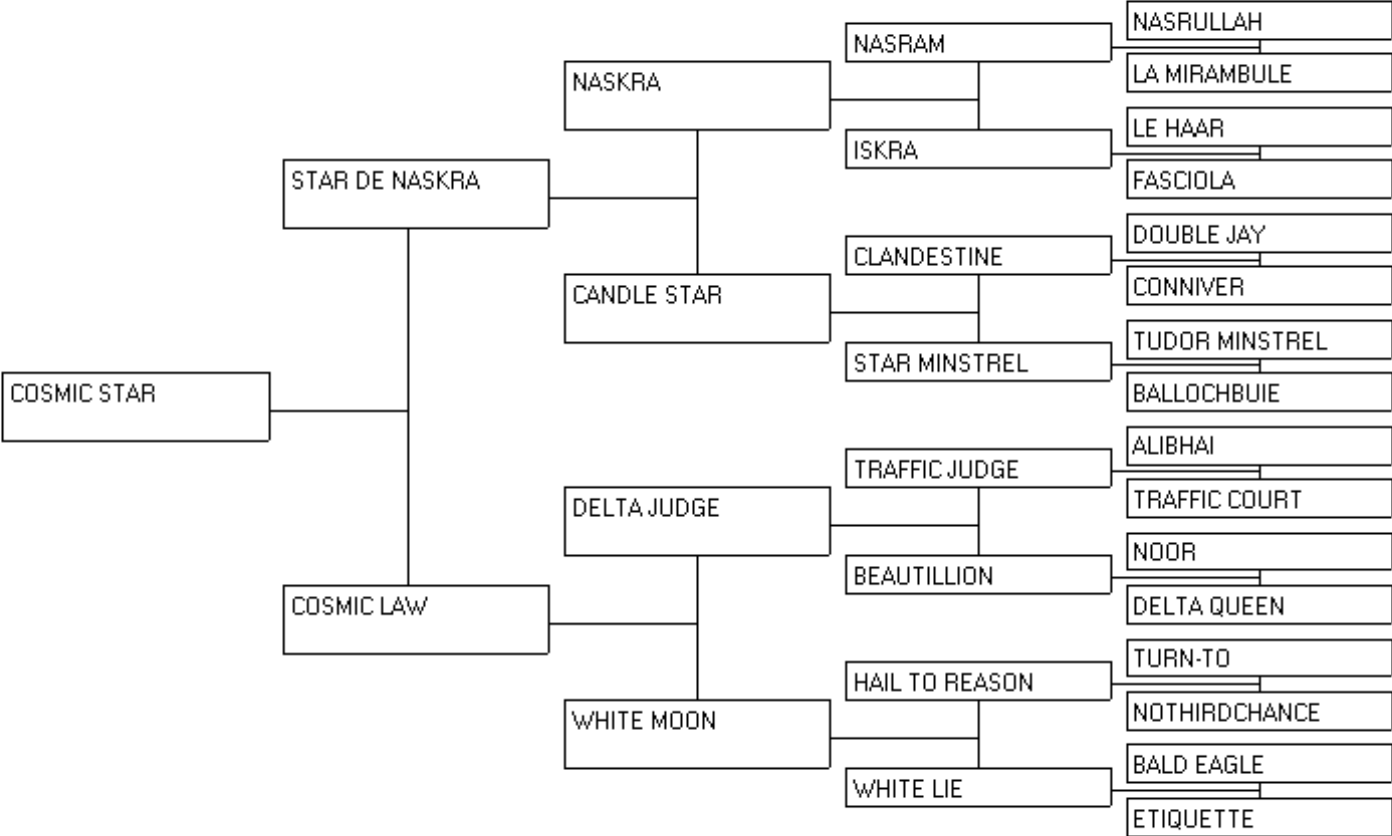 NASRULLAH
NASRAM
LA MIRAMBULE
NASKRA
LE HAAR
ISKRA
FASCIOLA
STAR DE NASKRA
DOUBLE JAY
CLANDESTINE
CONNIVER
CANDLE STAR
TUDOR MINSTREL
STAR MINSTREL
BALLOCHBUIE
COSMIC STAR
ALIBHAI
TRAFFIC JUDGE
TRAFFIC COURT
DELTA JUDGE
NOOR
BEAUTILLION
DELTA QUEEN
COSMIC LAW
TURN-TO
HAIL TO REASON
NOTHIRDCHANCE
WHITE MOON
BALD EAGLE
WHITE LIE
ETIQUETTE